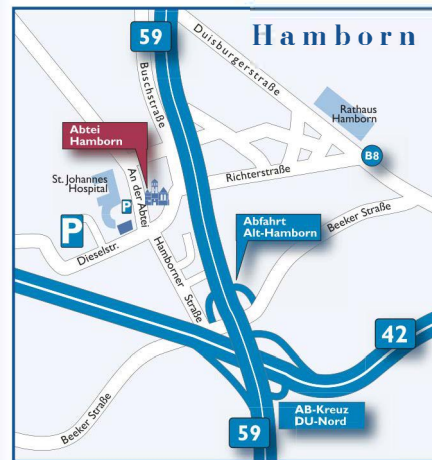 59
Hamborn
Duisburgerstraße
Buschstraße
Rathaus
Hamborn
Abtei
Hamborn
B8
St. Johannes
Hospital
An der Abtei
Richterstraße
P
P
Beeker Straße
Abfahrt
Alt-Hamborn
Dieselstr.
Hamborner
Straße
42
AB-Kreuz
DU-Nord
Beeker Straße
59